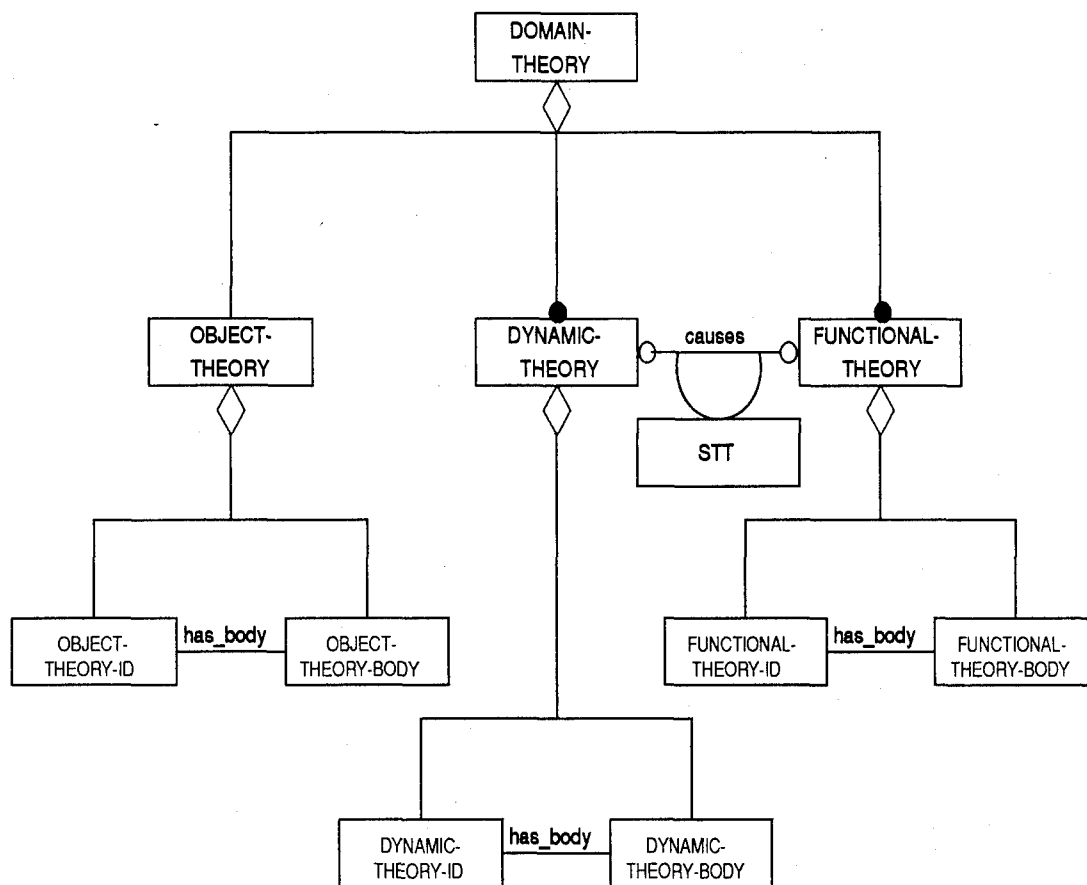 DOMAIN-
THEORY
OBJECT-
THEORY
DYNAMIC-
THEORY
causes
FUNCTIONAL-
THEORY
STT
OBJECT-
THEORY-ID
has_body
OBJECT-
THEORY-BODY
FUNCTIONAL-
THEORY-ID
has_body
FUNCTIONAL-
THEORY-BODY
DYNAMIC-
THEORY-ID
has_body
DYNAMIC-
THEORY-BODY